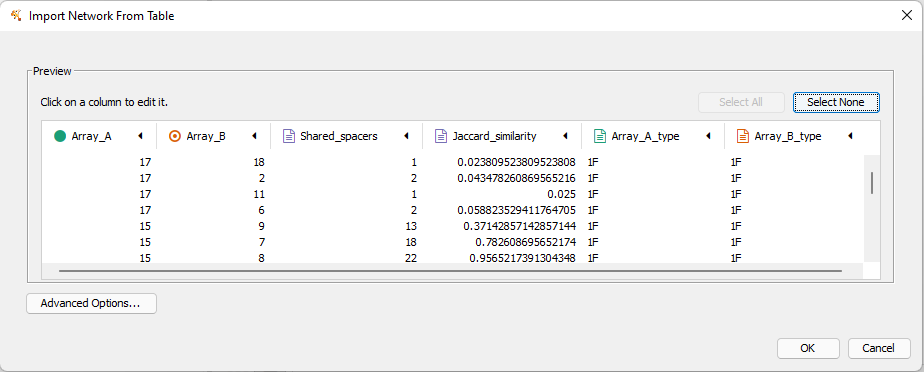 Import Network From Table
Preview
Click on a column to edit it.
Select All
Select None
Array_A Array_B Shared_spacers Jaccard_similarity Array_A_type Array_B_type
17 18 1 0.023809523809523808 1F 1F
17 2 2 0.043478260869565216 1F 1F
17 11 1 0.025 1F 1F
17 6 2 0.058823529411764705 1F 1F
15 9 13 0.37142857142857144 1F 1F
15 7 18 0.782608695652174 1F 1F
15 8 22 0.9565217391304348 1F 1F
Advanced Options...
OK
Cancel